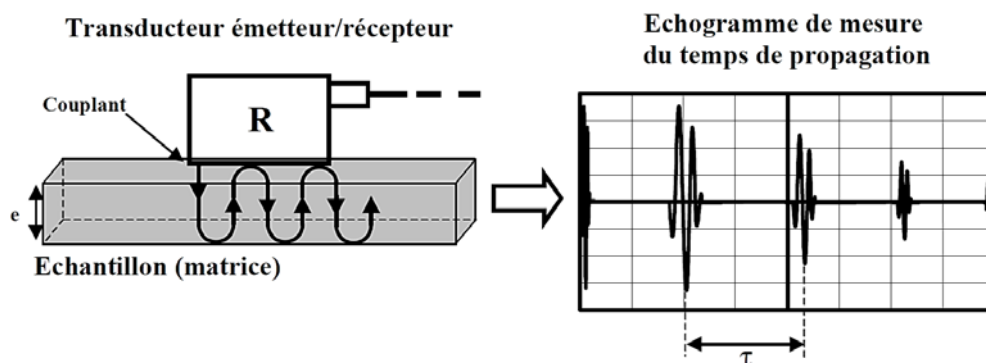 Transducteur émetteur/récepteur
Echogramme de mesure
du temps de propagation
Couplant
R
e
Echantillon (matrice)
τ